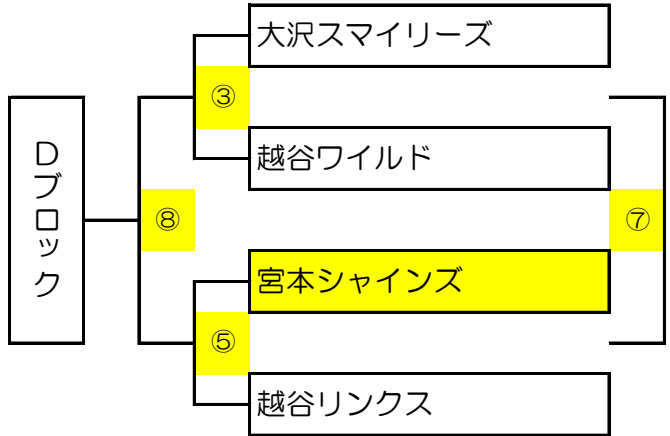 大沢スマイリーズ
③
越谷ワイルド
Dブロック
⑧
⑦
宮本シャインズ
⑤
越谷リンクス